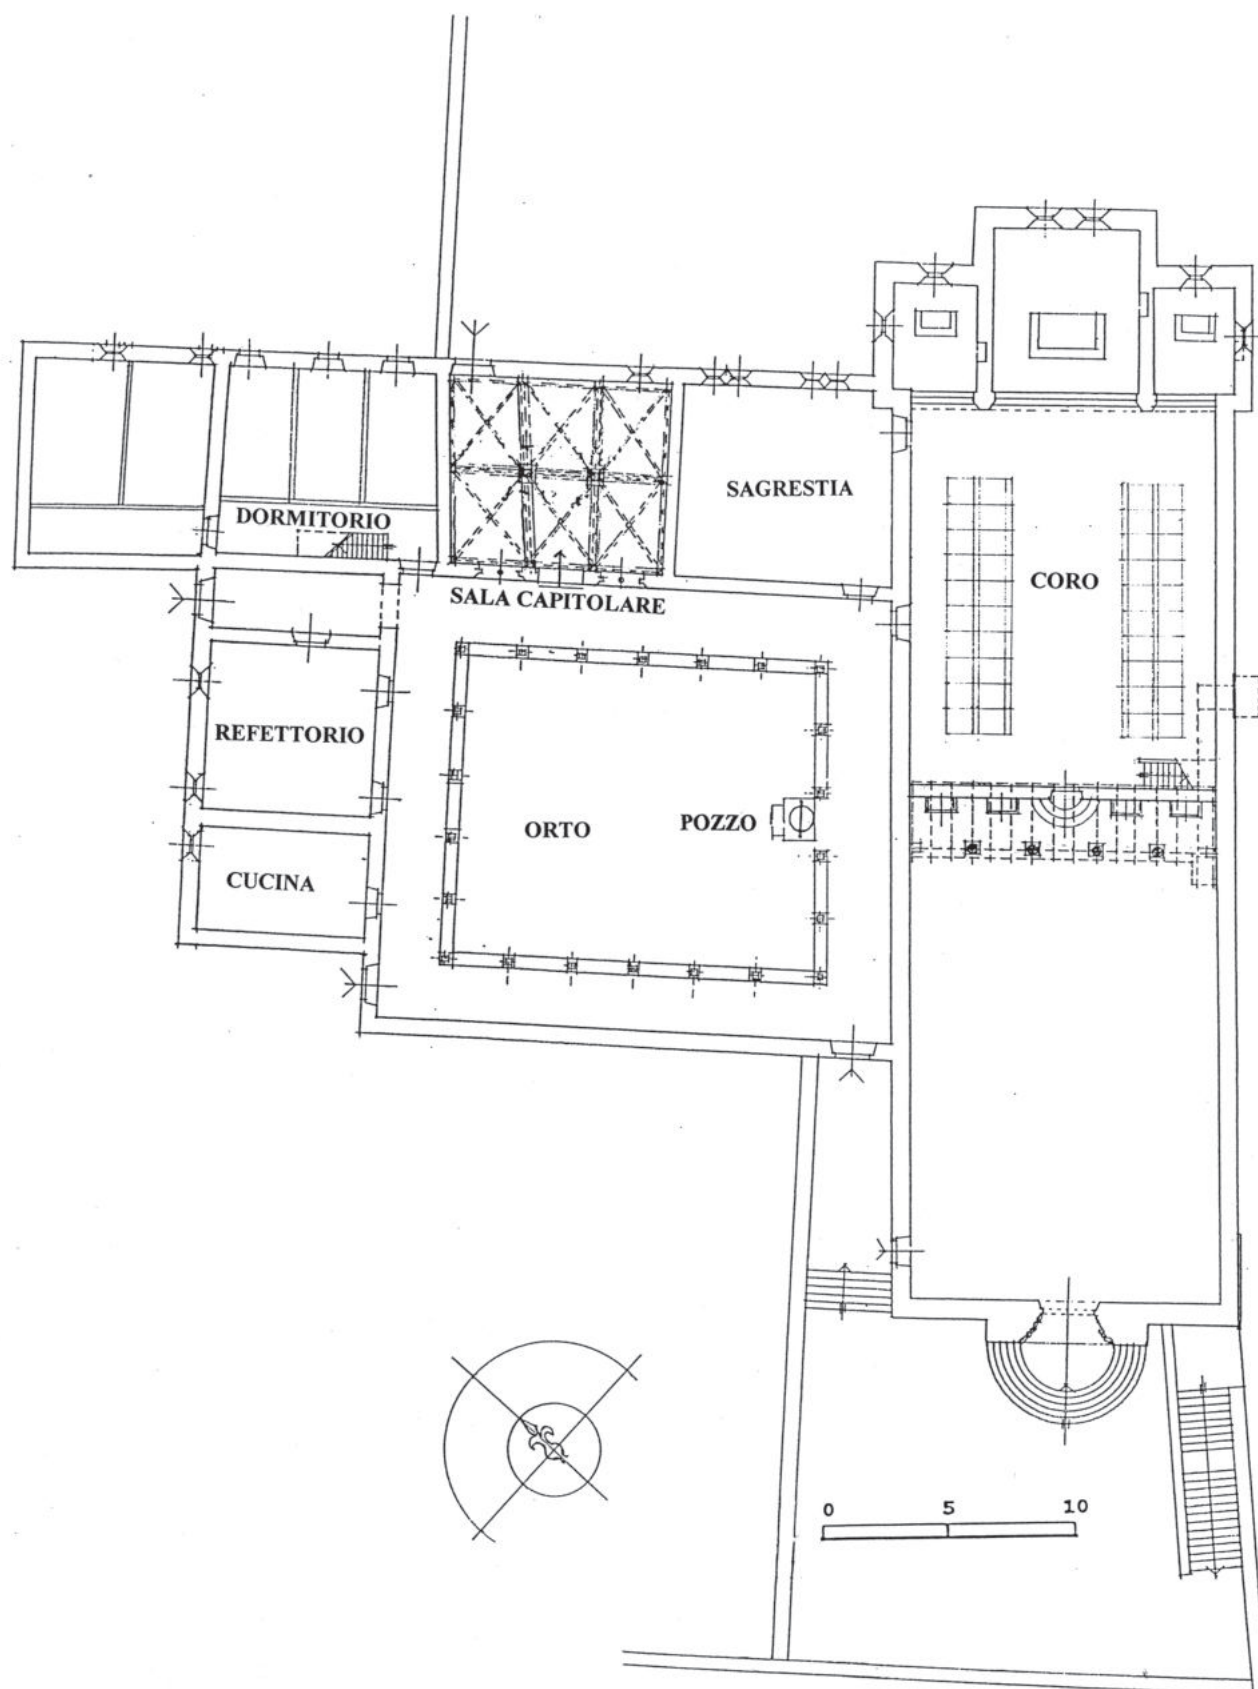 SAGRESTIA
DORMITORIO
CORO
SALA CAPITOLARE
REFETTORIO
ORTO
POZZO
CUCINA
0 5 10